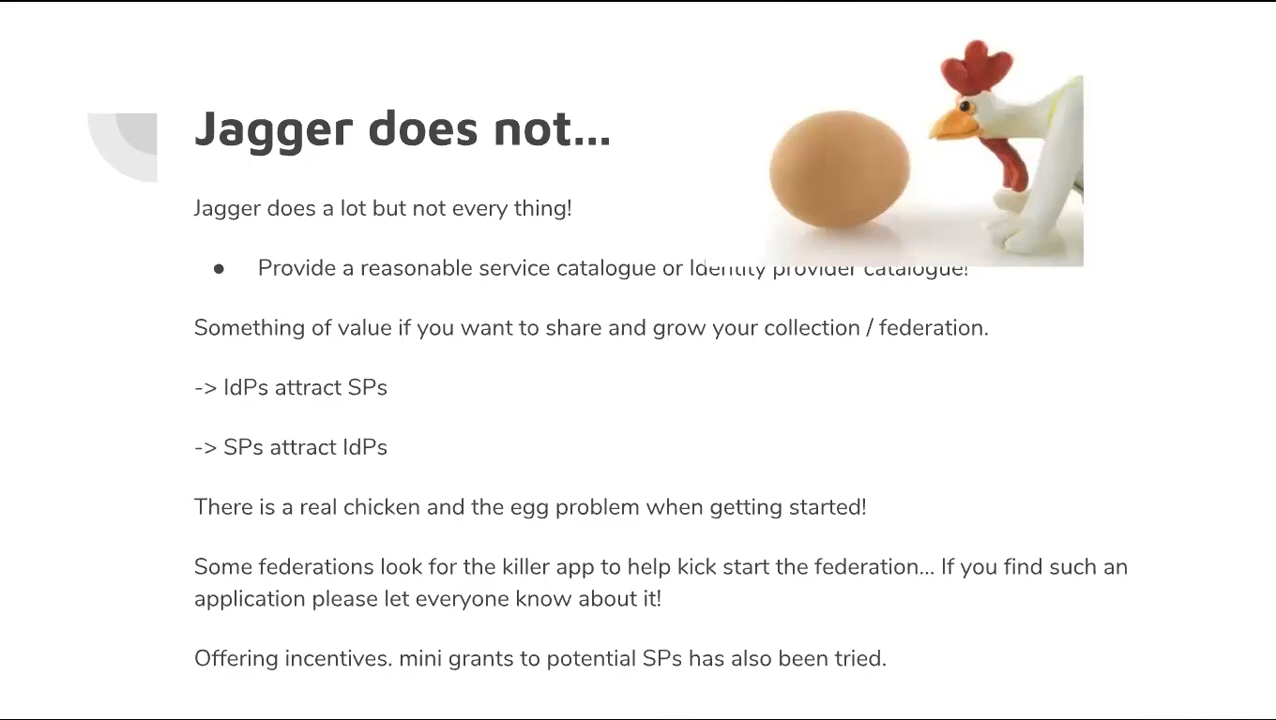 Jagger does not...
Jagger does a lot but not every thing!
● Provide a reasonable service catalogue or Identity provider catalogue!
Something of value if you want to share and grow your collection / federation.
-> IdPs attract SPs
-> SPs attract IdPs
There is a real chicken and the egg problem when getting started!
Some federations look for the killer app to help kick start the federation... If you find such an
application please let everyone know about it!
Offering incentives. mini grants to potential SPs has also been tried.